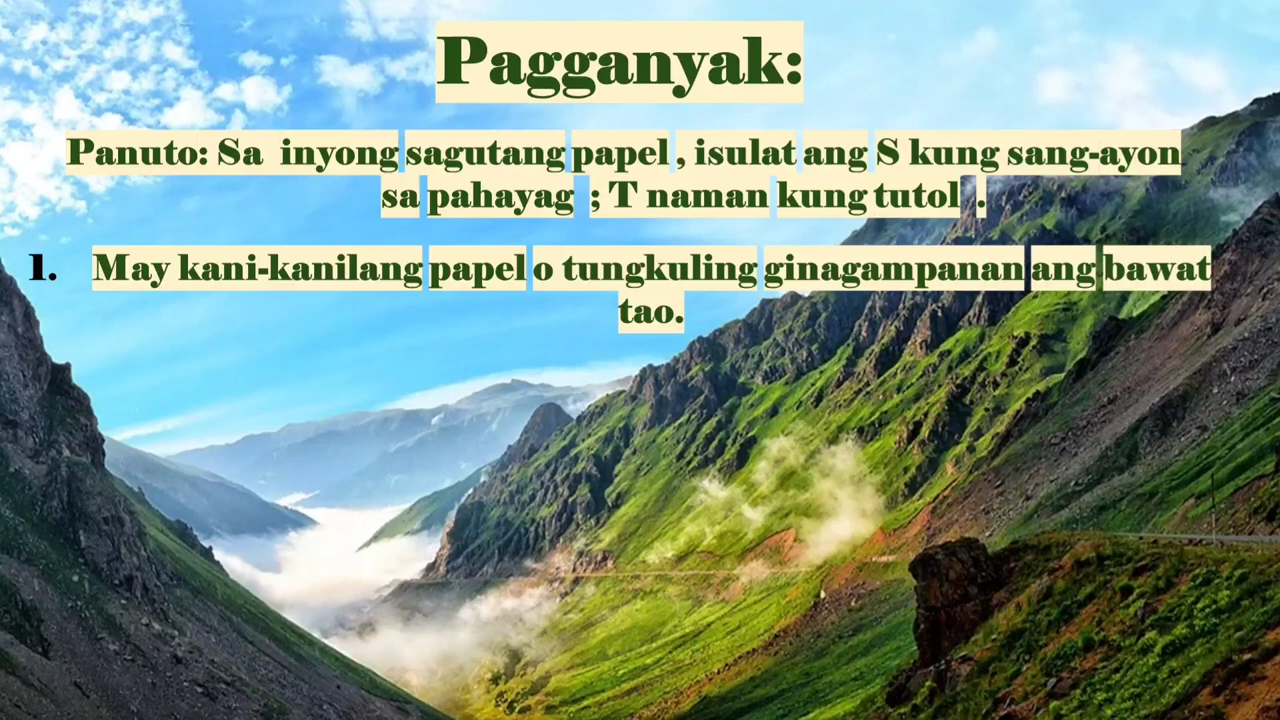 Pagganyak:
Panuto: Sa inyong sagutang papel , isulat ang S kung sang-ayon
sa pahayag ; T naman kung tutol .
1. May kani-kanilang papel o tungkuling ginagampanan ang bawat
tao.